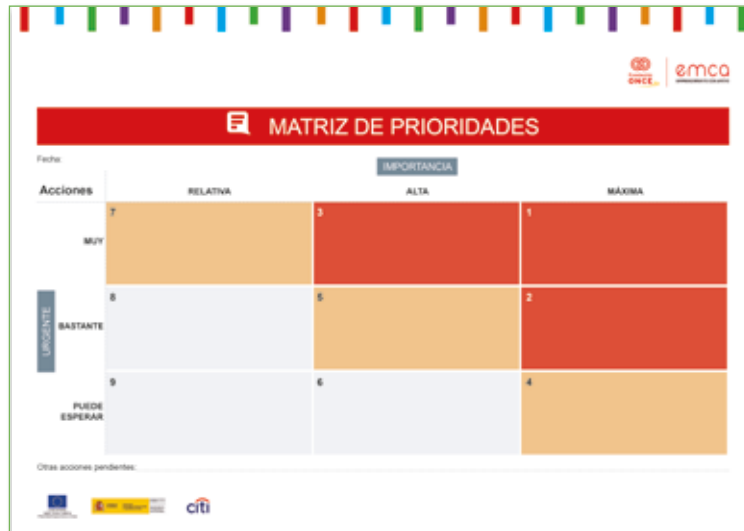 ONCE
emca
MATRIZ DE PRIORIDADES
Fecha:
IMPORTANCIA
Acciones RELATIVA ALTA MÁXIMA
7 3 1
MUY
8 5 2
URGENTE BASTANTE
9 6 4
PUEDE
ESPERAR
Otras acciones pendientes:
citi